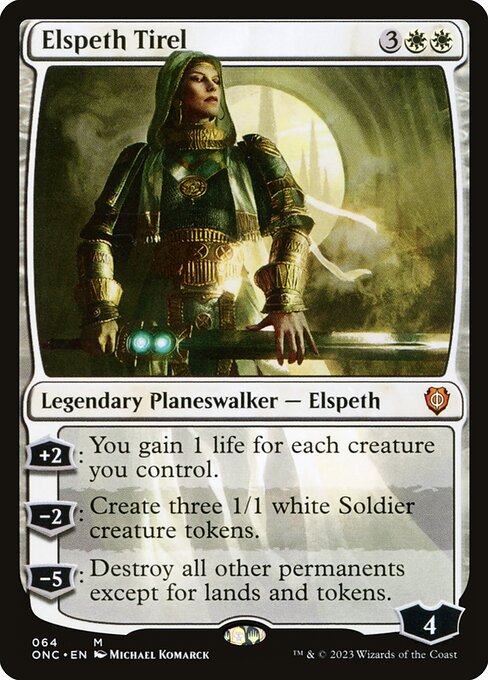 Elspeth Tirel 3
Legendary Planeswalker — Elspeth
+2: You gain 1 life for each creature
you control.
−2: Create three 1/1 white Soldier
creature tokens.
−5: Destroy all other permanents
except for lands and tokens.
4
064 M
ONC • EN Michael Komarck
™ & © 2023 Wizards of the Coast